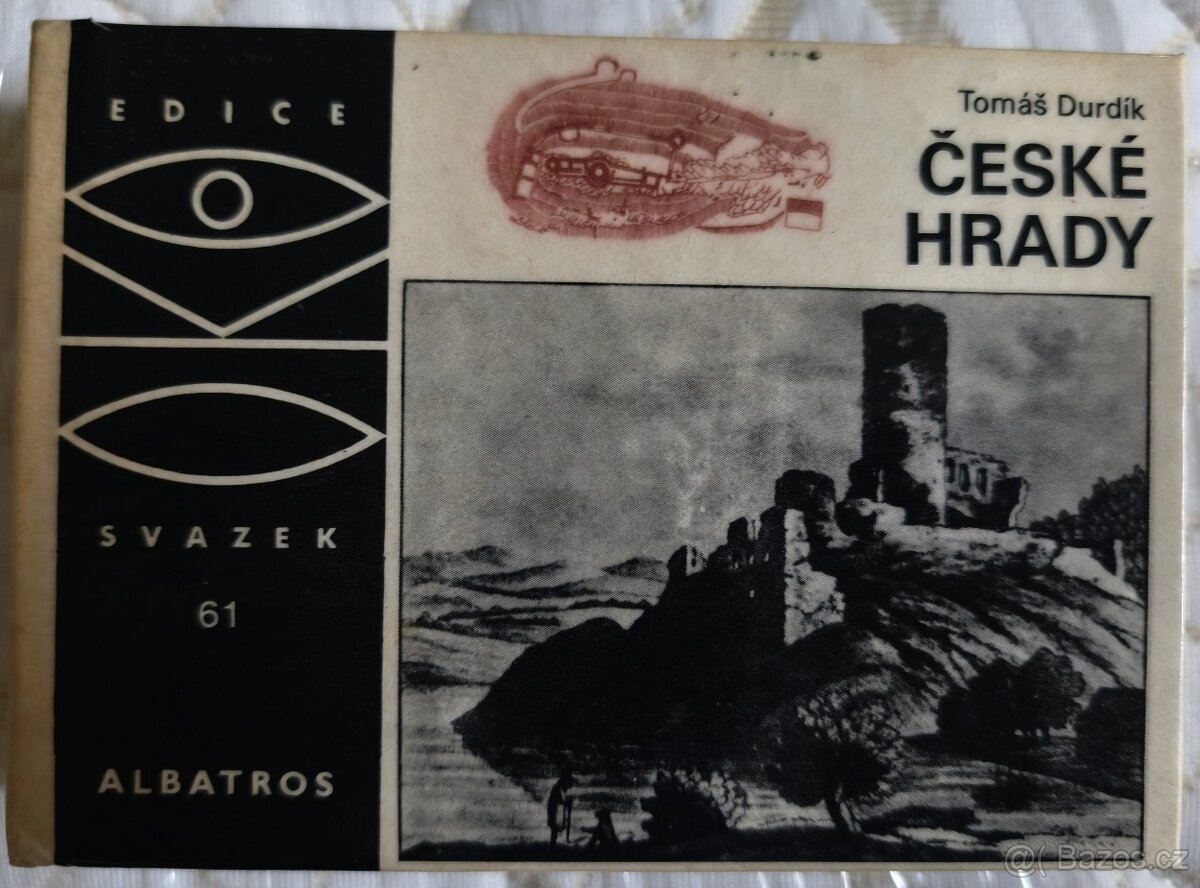 EDICE
SVAZEK
61
ALBATROS
Tomáš Durdík
ČESKÉ
HRADY
@( Bazos.cz